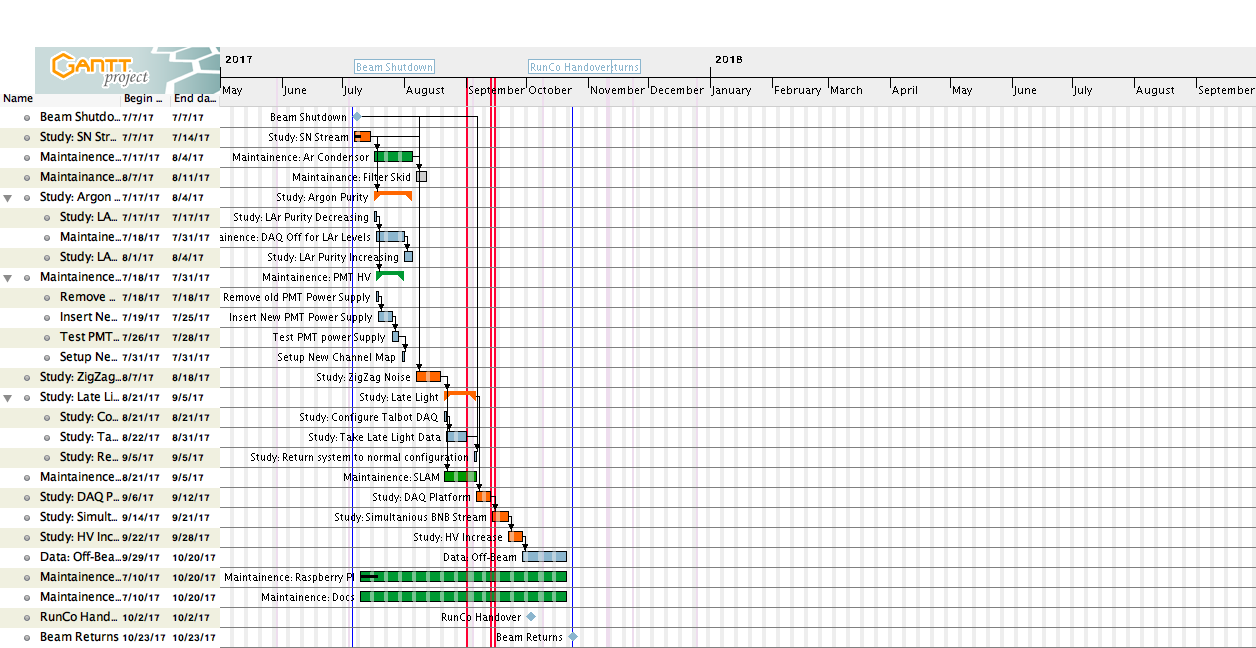 2017
2018
Beam Shutdown
RunCo Handover
turns
GANTT
project
May June July August September October November December January February March April May June July August September
Name Begin ... End da...
Beam Shutdo... 7/7/17 7/7/17 Beam Shutdown
Study: SN Str... 7/7/17 7/14/17 Study: SN Stream
Maintainence... 7/17/17 8/4/17 Maintainence: Ar Condensor
Maintainance... 8/7/17 8/11/17 Maintainance: Filter Skid
Study: Argon ... 7/17/17 8/4/17 Study: Argon Purity
Study: LA... 7/17/17 7/17/17 Study: LAr Purity Decreasing
Maintaine... 7/18/17 7/31/17 ainence: DAQ Off for LAr Levels
Study: LA... 8/1/17 8/4/17 Study: LAr Purity Increasing
Maintainence... 7/18/17 7/31/17 Maintainence: PMT HV
Remove ... 7/18/17 7/18/17 Remove old PMT Power Supply
Insert Ne... 7/19/17 7/25/17 Insert New PMT Power Supply
Test PMT... 7/26/17 7/28/17 Test PMT power Supply
Setup Ne... 7/31/17 7/31/17 Setup New Channel Map
Study: ZigZag... 8/7/17 8/18/17 Study: ZigZag Noise
Study: Late Li... 8/21/17 9/5/17 Study: Late Light
Study: Co... 8/21/17 8/21/17 Study: Configure Talbot DAQ
Study: Ta... 8/22/17 8/31/17 Study: Take Late Light Data
Study: Re... 9/5/17 9/5/17 Study: Return system to normal configuration
Maintainence... 8/21/17 9/5/17 Maintainence: SLAM
Study: DAQ P... 9/6/17 9/12/17 Study: DAQ Platform
Study: Simult... 9/14/17 9/21/17 Study: Simultanious BNB Stream
Study: HV Inc... 9/22/17 9/28/17 Study: HV Increase
Data: Off-Bea... 9/29/17 10/20/17 Data: Off-Beam
Maintainence... 7/10/17 10/20/17 Maintainence: Raspberry PI
Maintainence... 7/10/17 10/20/17 Maintainence: Docs
RunCo Hand... 10/2/17 10/2/17 RunCo Handover
Beam Returns 10/23/17 10/23/17 Beam Returns